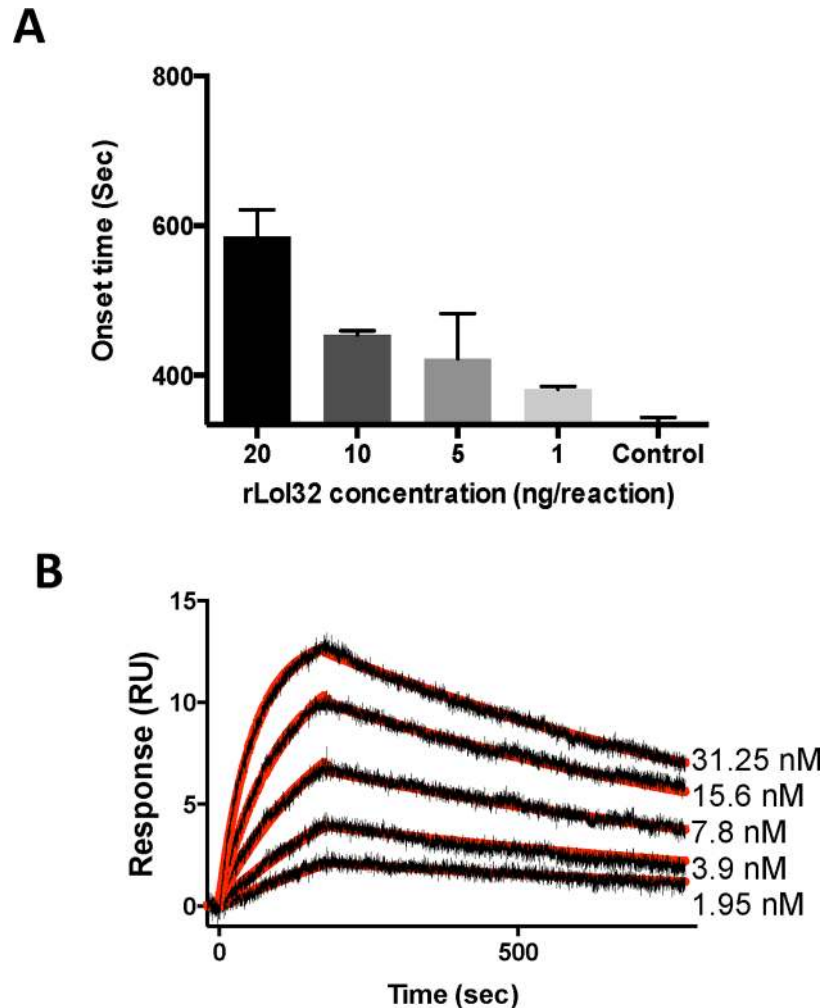 A
800
600
400
Onset time (Sec)
20 10 5 1 Control
rLol32 concentration (ng/reaction)
B
15
10
5
0
Response (RU)
31.25 nM
15.6 nM
7.8 nM
3.9 nM
1.95 nM
0 500
Time (sec)